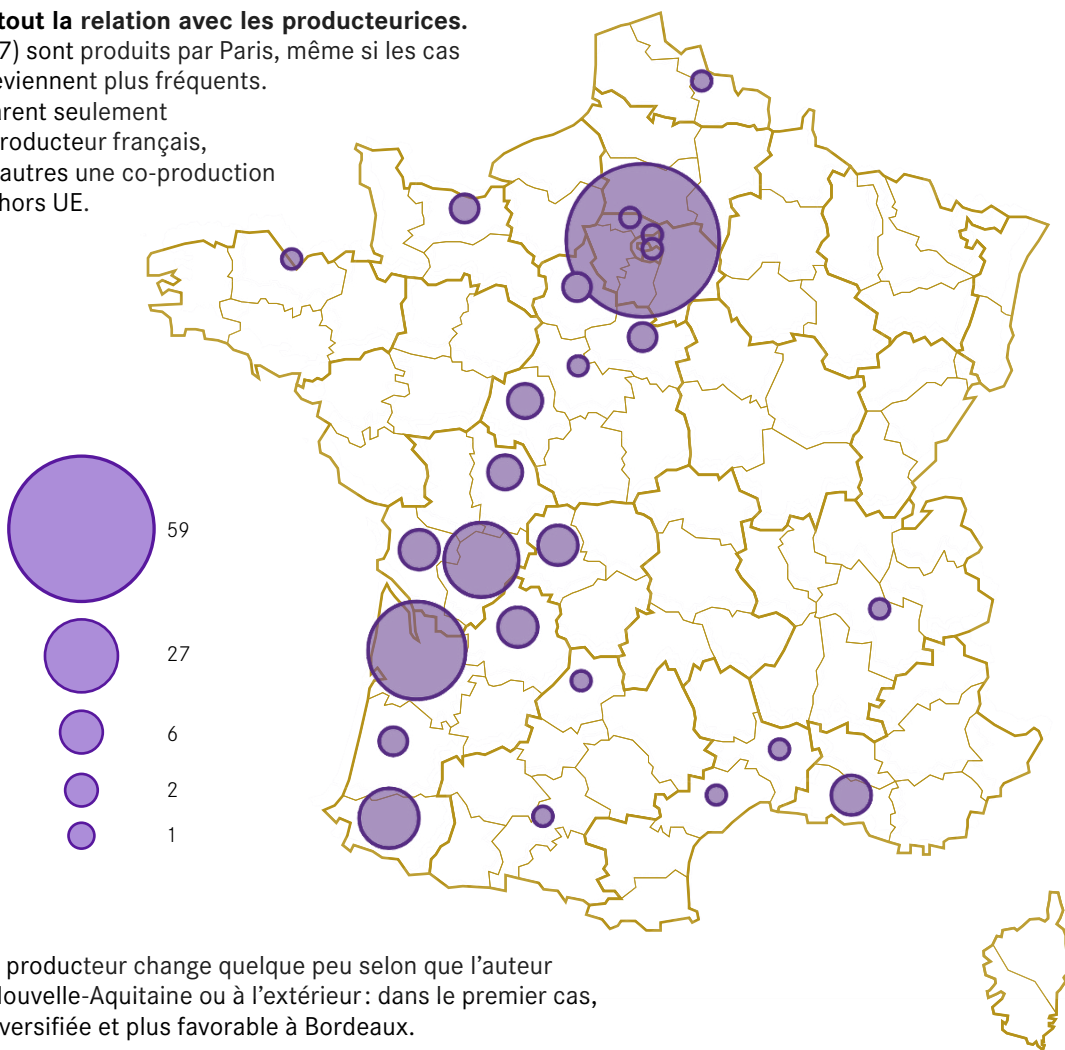 tout la relation avec les producteurices.
7) sont produits par Paris, même si les cas
eviennent plus fréquents.
arent seulement
roducteur français,
autres une co-production
hors UE.
59
27
6
2
1
producteur change quelque peu selon que l’auteur
Nouvelle-Aquitaine ou à l’extérieur : dans le premier cas,
versifiée et plus favorable à Bordeaux.